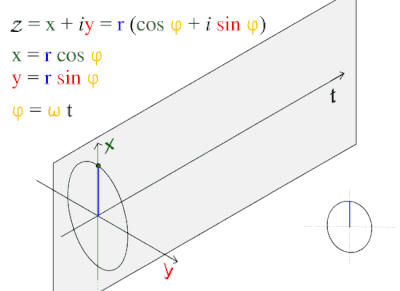 z = x + iy = r (cos φ + i sin φ)
x = r cos φ
y = r sin φ
φ = ω t
x
t
y